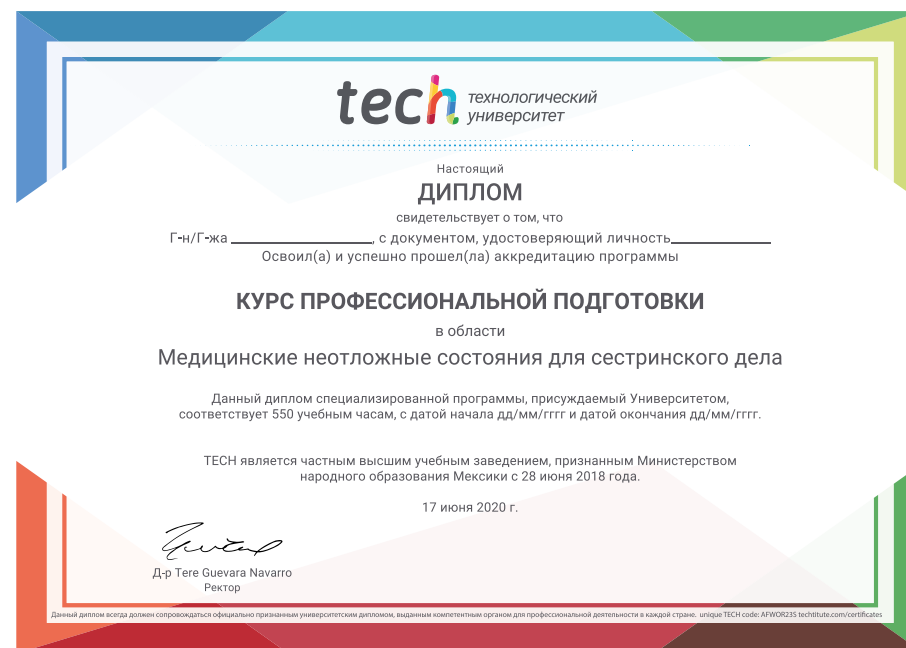 tech технологический
университет
Настоящий
ДИПЛОМ
свидетельствует о том, что
Г-н/Г-жа ____________________, с документом, удостоверяющий личность______________
Освоил(а) и успешно прошел(ла) аккредитацию программы
КУРС ПРОФЕССИОНАЛЬНОЙ ПОДГОТОВКИ
в области
Медицинские неотложные состояния для сестринского дела
Данный диплом специализированной программы, присуждаемый Университетом,
соответствует 550 учебным часам, с датой начала дд/мм/гггг и датой окончания дд/мм/гггг.
TECH является частным высшим учебным заведением, признанным Министерством
народного образования Мексики с 28 июня 2018 года.
17 июня 2020 г.
Д-р Tere Guevara Navarro
Ректор
Данный диплом всегда должен сопровождаться официально признанным университетским дипломом, выданным компетентным органом для профессиональной деятельности в каждой стране. unique TECH code: AFWOR23S techtitute.com/certificates